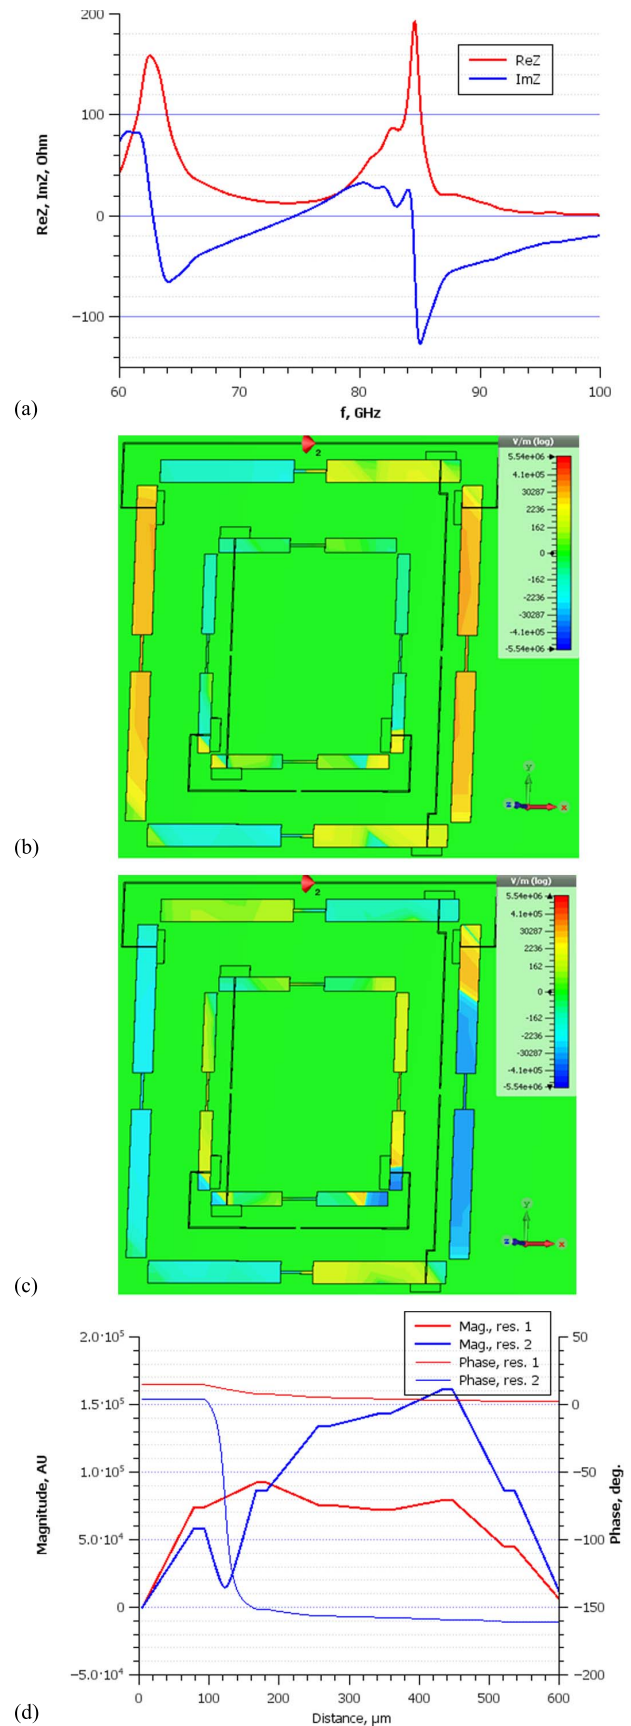 200
ReZ
ImZ
100
ReZ, ImZ, Ohm
0
−100
60
70
80
90
100
f, GHz
(a)
V/m (log)
2
5.54e+06
4.1e+05
30287
2236
162
0
-162
-2236
-30287
-4.1e+05
-5.54e+06
y
z
x
(b)
V/m (log)
2
5.54e+06
4.1e+05
30287
2236
162
0
-162
-2236
-30287
-4.1e+05
-5.54e+06
y
z
x
(c)
Mag., res. 1
Mag., res. 2
Phase, res. 1
Phase, res. 2
2.0·10⁵
1.5·10⁵
1.0·10⁵
5.0·10⁴
0
−5.0·10⁴
Magnitude, AU
50
0
−50
−100
−150
−200
Phase, deg.
0
100
200
300
400
500
600
Distance, µm
(d)